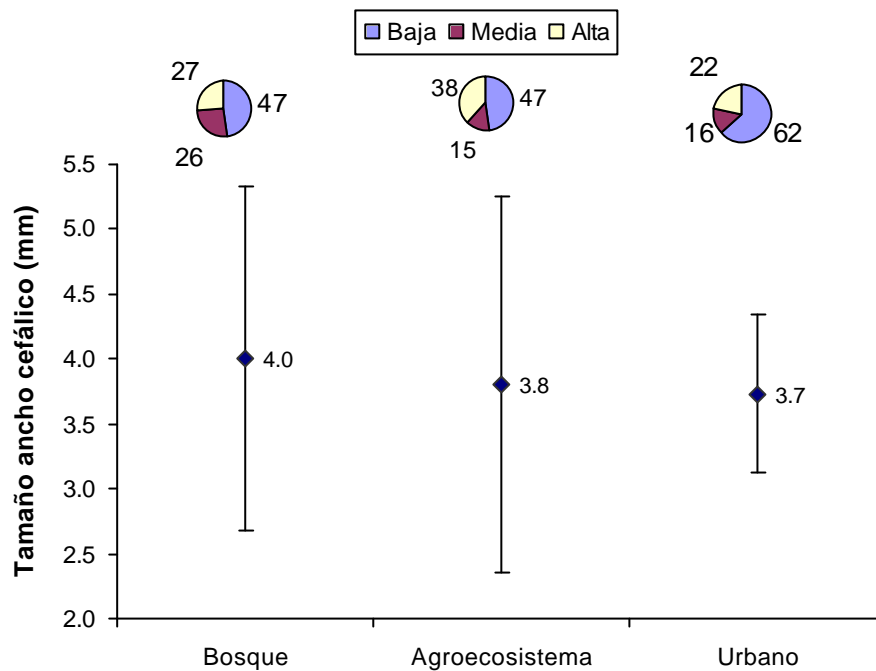 Baja Media Alta
27 47 26
38 47 15
22 16 62
Tamaño ancho cefálico (mm)
5.5
5.0
4.5
4.0
3.5
3.0
2.5
2.0
4.0
3.8
3.7
Bosque Agroecosistema Urbano